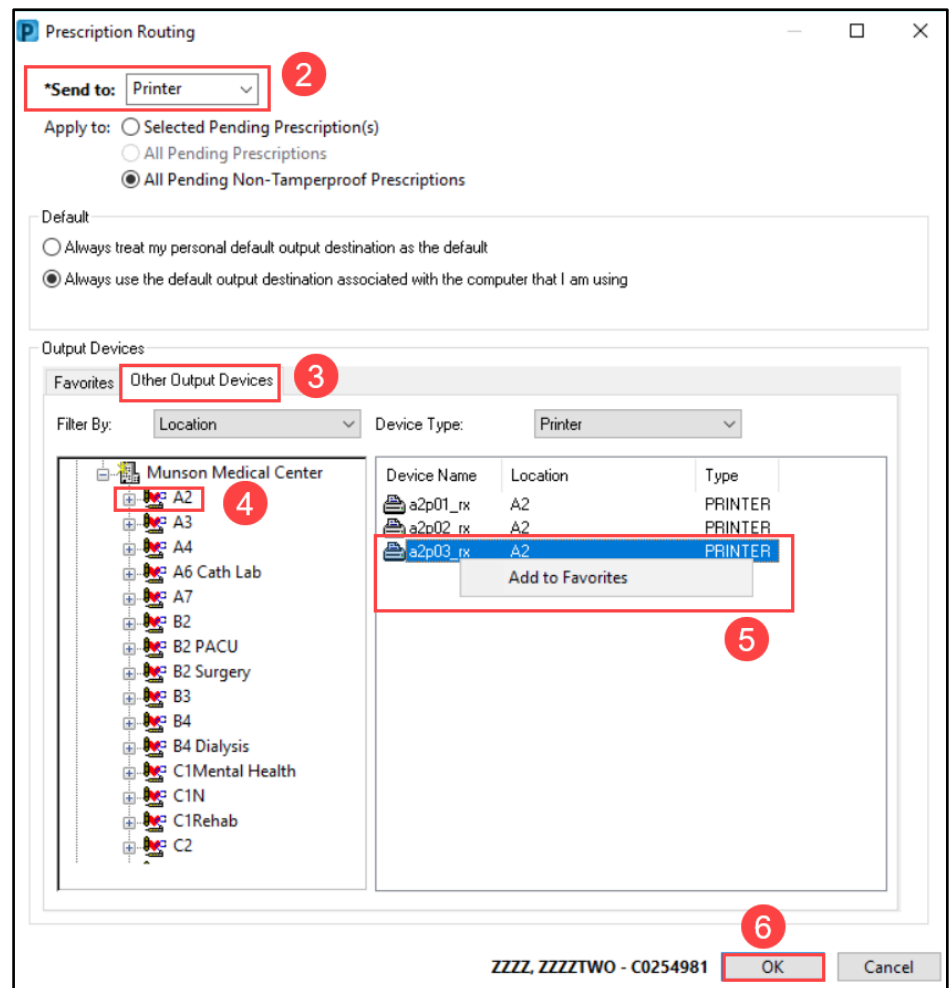 P Prescription Routing
*Send to: Printer 2
Apply to: Selected Pending Prescription(s)
All Pending Prescriptions
All Pending Non-Tamperproof Prescriptions
Default
Always treat my personal default output destination as the default
Always use the default output destination associated with the computer that I am using
Output Devices
Favorites Other Output Devices 3
Filter By: Location Device Type: Printer
Munson Medical Center
A2 4
A3
A4
A6 Cath Lab
A7
B2
B2 PACU
B2 Surgery
B3
B4
B4 Dialysis
C1Mental Health
C1N
C1Rehab
C2
Device Name Location Type
a2p01_rx A2 PRINTER
a2p02_rx A2 PRINTER
a2p03_rx A2 PRINTER
Add to Favorites
5
6
ZZZZ, ZZZZTWO - C0254981 OK Cancel